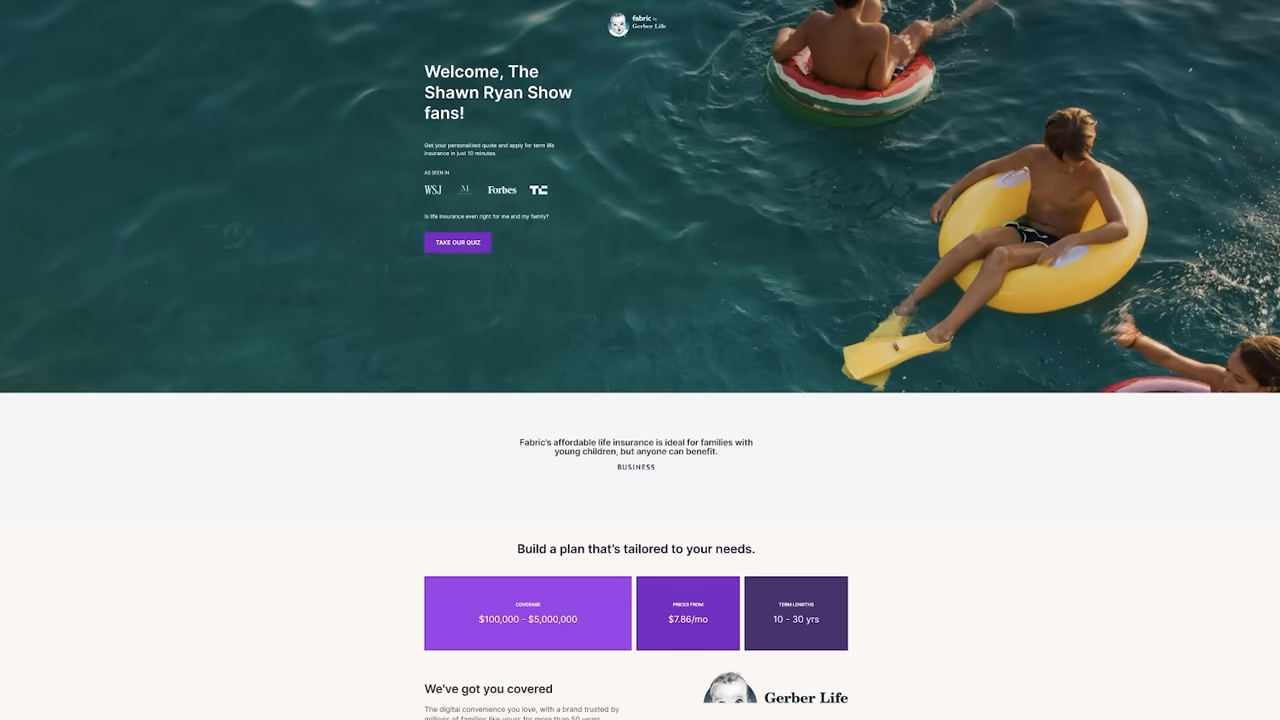 fabric by
Gerber Life
Welcome, The
Shawn Ryan Show
fans!
Get your personalized quote and apply for term life
insurance in just 10 minutes.
AS SEEN IN
WSJ M Forbes TC
Is life insurance even right for me and my family?
TAKE OUR QUIZ
Fabric's affordable life insurance is ideal for families with
young children, but anyone can benefit.
BUSINESS
Build a plan that's tailored to your needs.
COVERAGE
$100,000 - $5,000,000
PRICES FROM
$7.86/mo
TERM LENGTHS
10 - 30 yrs
We've got you covered
The digital convenience you love, with a brand trusted by
millions of families like yours for more than 50 years
Gerber Life